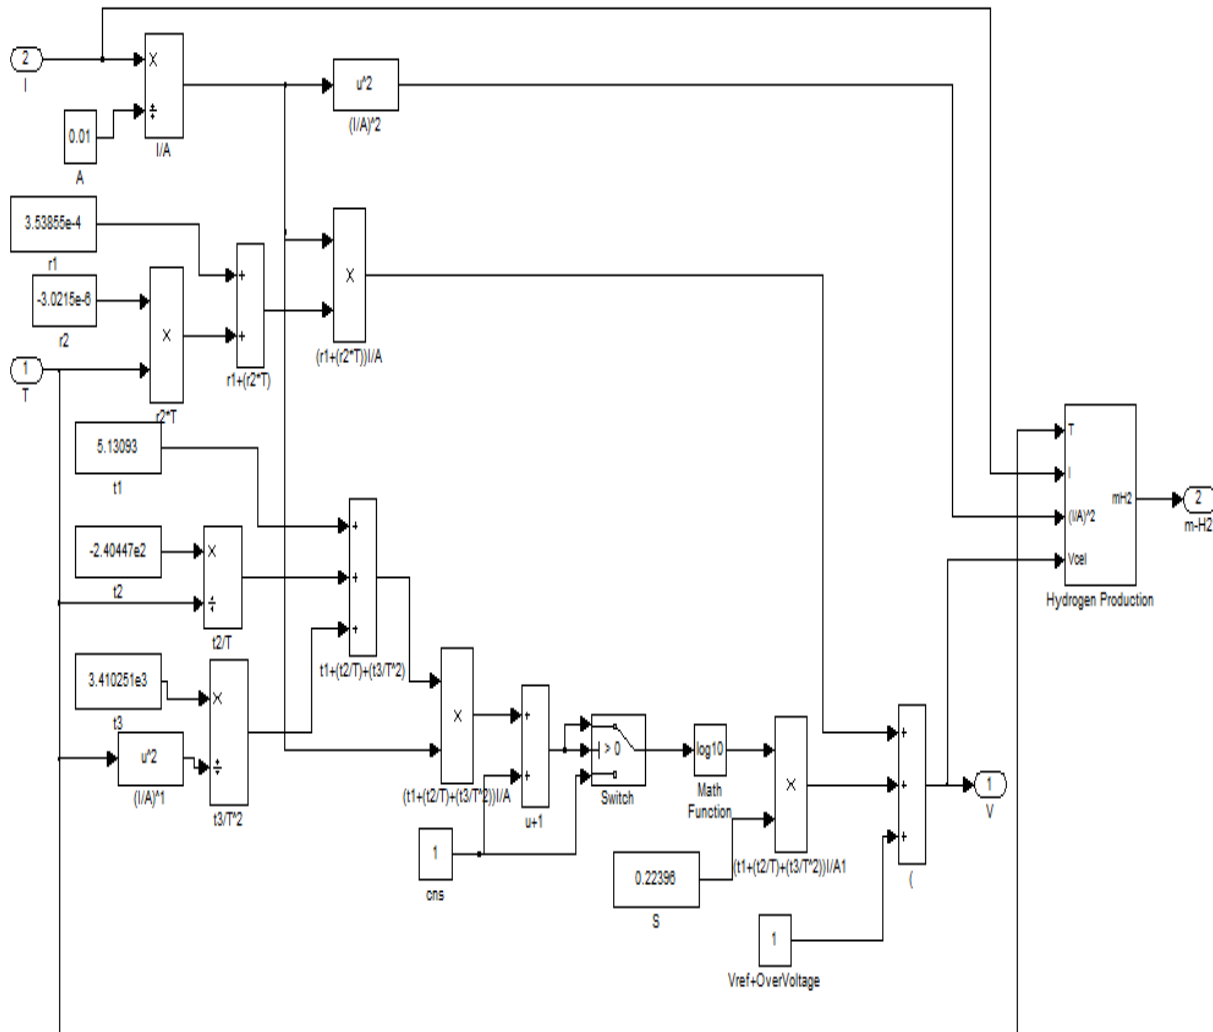 2
I
×
÷
I/A
0.01
A
u^2
(I/A)^2
3.53855e-4
r1
-3.0215e-6
r2
×
r2*T
+
+
r1+(r2*T)
×
(r1+(r2*T))I/A
1
T
5.13093
t1
-2.40447e2
t2
×
÷
t2/T
3.410251e3
t3
u^2
(I/A)^1
×
÷
t3/T^2
+
+
+
t1+(t2/T)+(t3/T^2)
×
(t1+(t2/T)+(t3/T^2))I/A
+
+
u+1
1
cns
> 0
Switch
log10
Math
Function
0.22396
S
×
(t1+(t2/T)+(t3/T^2))I/A1
1
Vref+OverVoltage
+
+
+
(
1
V
T
I
(I/A)^2
Vcel
mH2
Hydrogen Production
2
m-H2